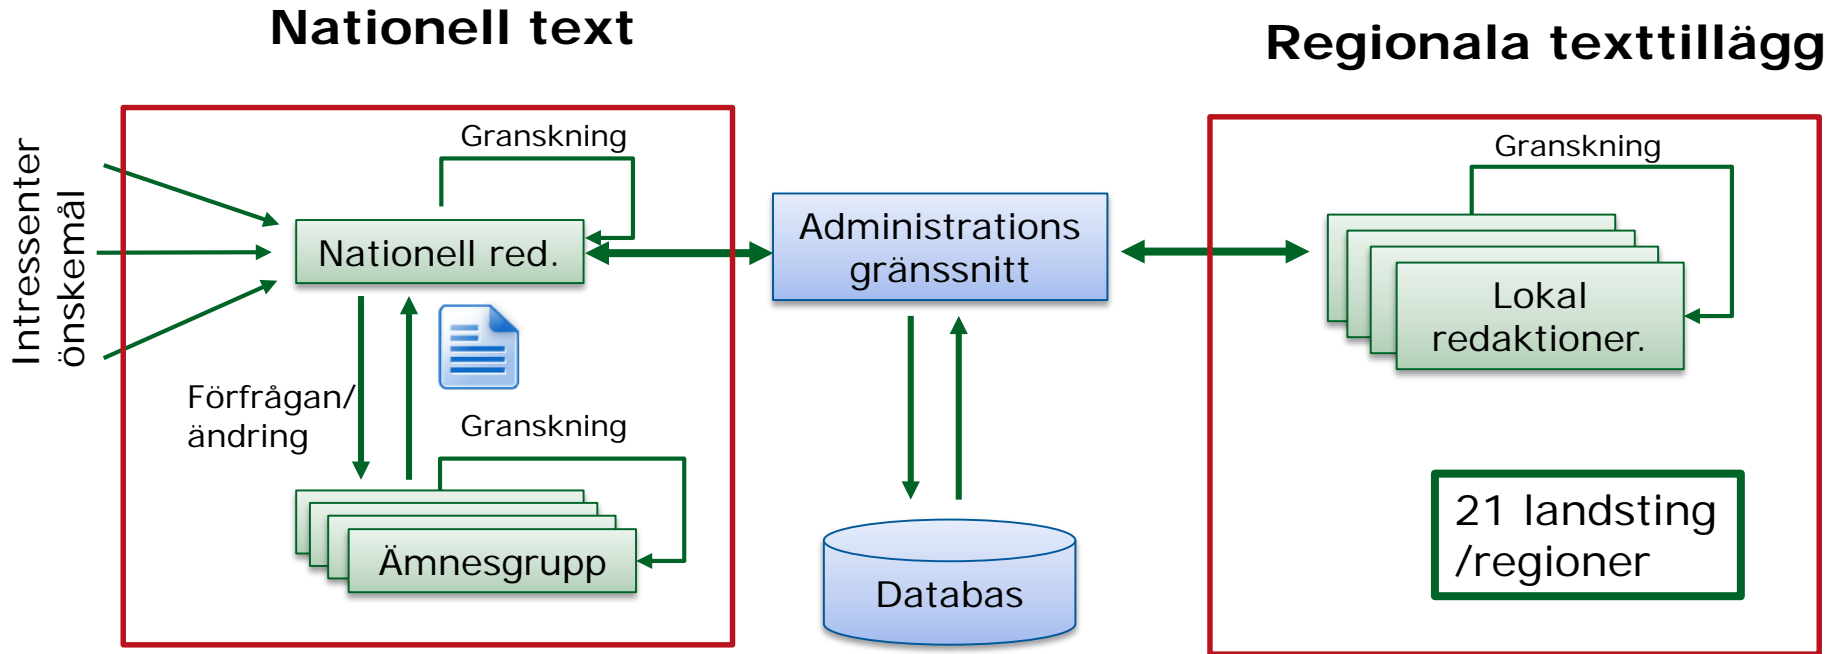 Nationell text
Regionala texttillägg
Intressenter
önskemål
Granskning
Nationell red.
Förfrågan/
ändring
Granskning
Ämnesgrupp
Administrations
gränssnitt
Databas
Granskning
Lokal
redaktioner.
21 landsting
/regioner